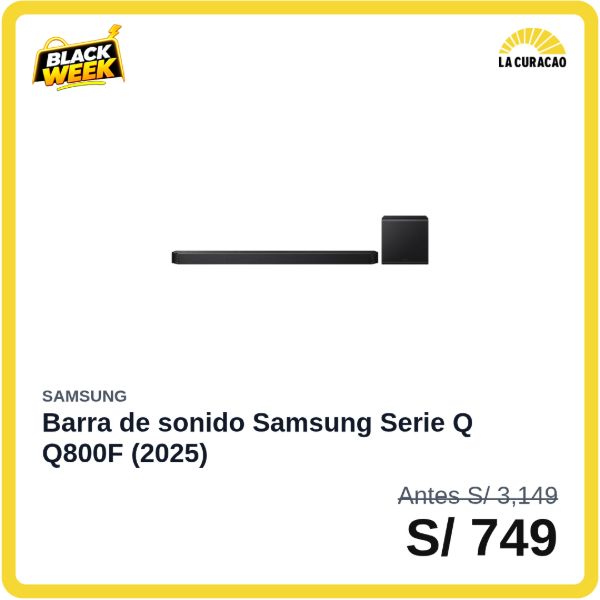 BLACK
WEEK
LA CURACAO
SAMSUNG
Barra de sonido Samsung Serie Q
Q800F (2025)
Antes S/ 3,149
S/ 749